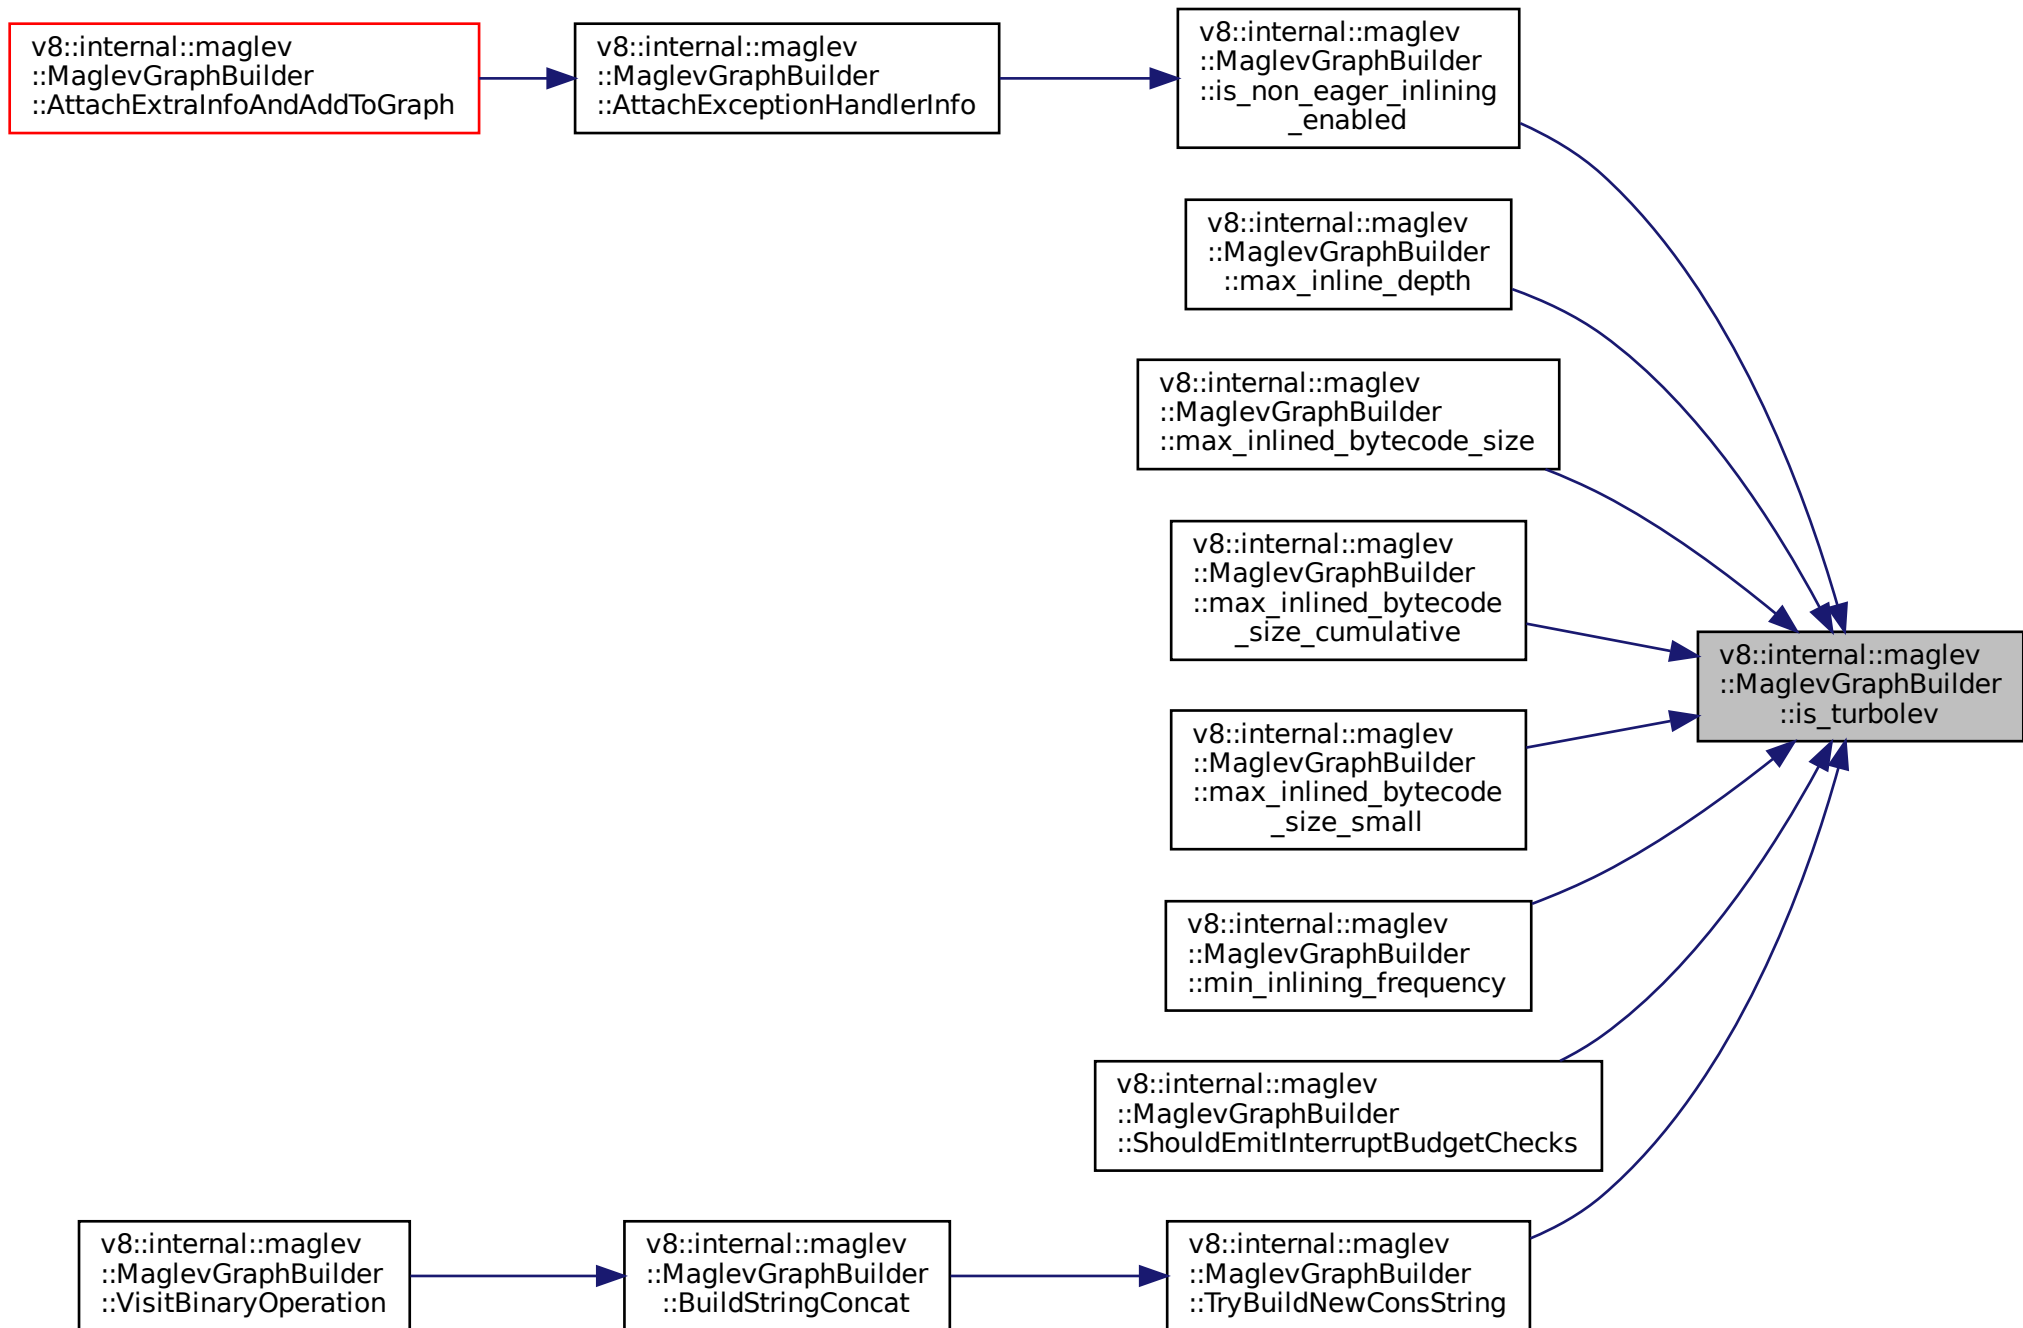 v8::internal::maglev
::MaglevGraphBuilder
::AttachExtraInfoAndAddToGraph
v8::internal::maglev
::MaglevGraphBuilder
::AttachExceptionHandlerInfo
v8::internal::maglev
::MaglevGraphBuilder
::is_non_eager_inlining
_enabled
v8::internal::maglev
::MaglevGraphBuilder
::max_inline_depth
v8::internal::maglev
::MaglevGraphBuilder
::max_inlined_bytecode_size
v8::internal::maglev
::MaglevGraphBuilder
::max_inlined_bytecode
_size_cumulative
v8::internal::maglev
::MaglevGraphBuilder
::is_turbolev
v8::internal::maglev
::MaglevGraphBuilder
::max_inlined_bytecode
_size_small
v8::internal::maglev
::MaglevGraphBuilder
::min_inlining_frequency
v8::internal::maglev
::MaglevGraphBuilder
::ShouldEmitInterruptBudgetChecks
v8::internal::maglev
::MaglevGraphBuilder
::VisitBinaryOperation
v8::internal::maglev
::MaglevGraphBuilder
::BuildStringConcat
v8::internal::maglev
::MaglevGraphBuilder
::TryBuildNewConsString